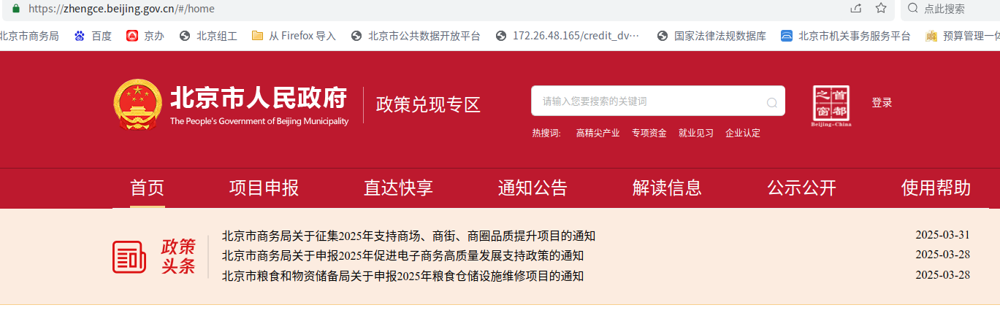 https://zhengce.beijing.gov.cn/#/home 点此搜索
北京市商务局 百度 京办 北京组工 从 Firefox 导入 北京市公共数据开放平台 172.26.48.165/credit_dv… 国家法律法规数据库 北京市机关事务服务平台 预算管理一体
北京市人民政府
The People's Government of Beijing Municipality
政策兑现专区
请输入您要搜索的关键词
热搜词: 高精尖产业 专项资金 就业见习 企业认定
首都之窗
Beijing-China
登录
首页 项目申报 直达快享 通知公告 解读信息 公示公开 使用帮助
政策头条
北京市商务局关于征集2025年支持商场、商街、商圈品质提升项目的通知 2025-03-31
北京市商务局关于申报2025年促进电子商务高质量发展支持政策的通知 2025-03-28
北京市粮食和物资储备局关于申报2025年粮食仓储设施维修项目的通知 2025-03-28